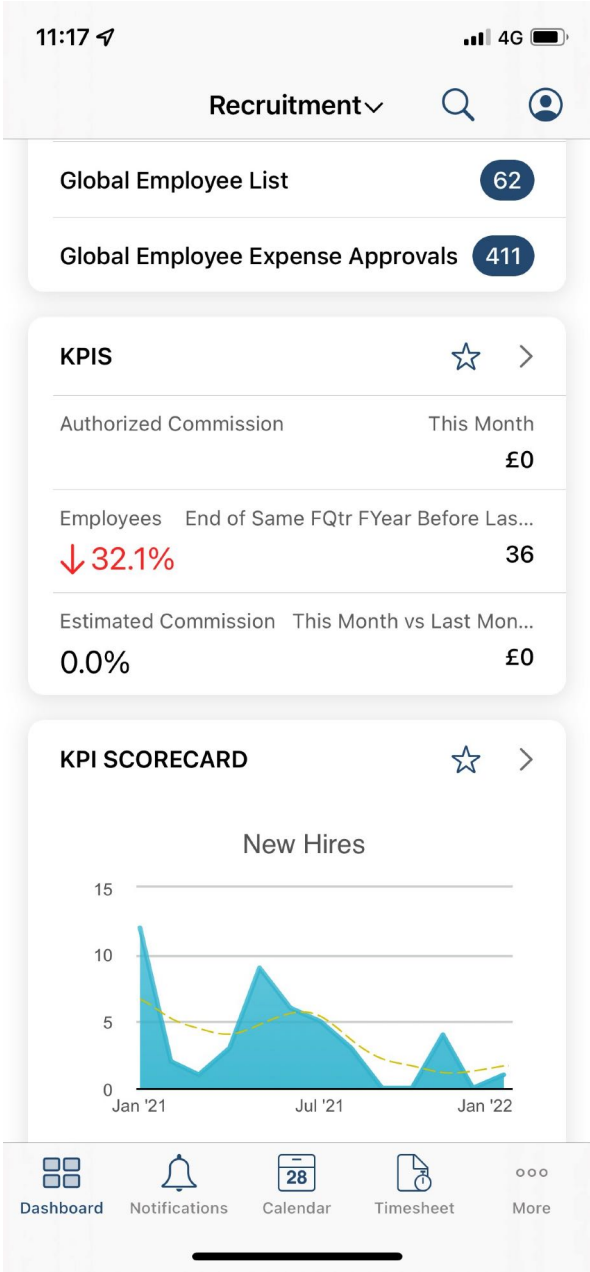 11:17 4G
Recruitment
Global Employee List 62
Global Employee Expense Approvals 411
KPIS
Authorized Commission This Month
£0
Employees End of Same FQtr FYear Before Las...
↓32.1% 36
Estimated Commission This Month vs Last Mon...
0.0% £0
KPI SCORECARD
New Hires
15
10
5
0
Jan '21 Jul '21 Jan '22
28
Dashboard Notifications Calendar Timesheet More